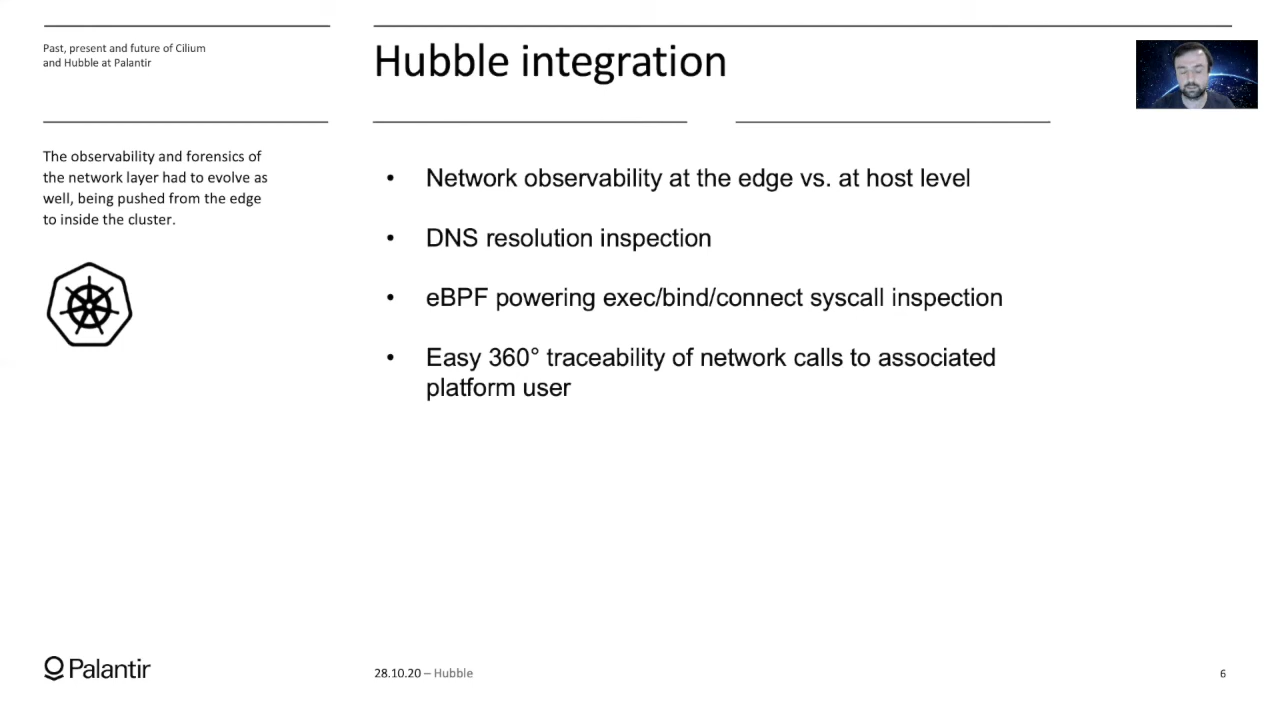 Past, present and future of Cilium
and Hubble at Palantir
Hubble integration
The observability and forensics of
the network layer had to evolve as
well, being pushed from the edge
to inside the cluster.
• Network observability at the edge vs. at host level
• DNS resolution inspection
• eBPF powering exec/bind/connect syscall inspection
• Easy 360° traceability of network calls to associated
platform user
Palantir
28.10.20 – Hubble
6